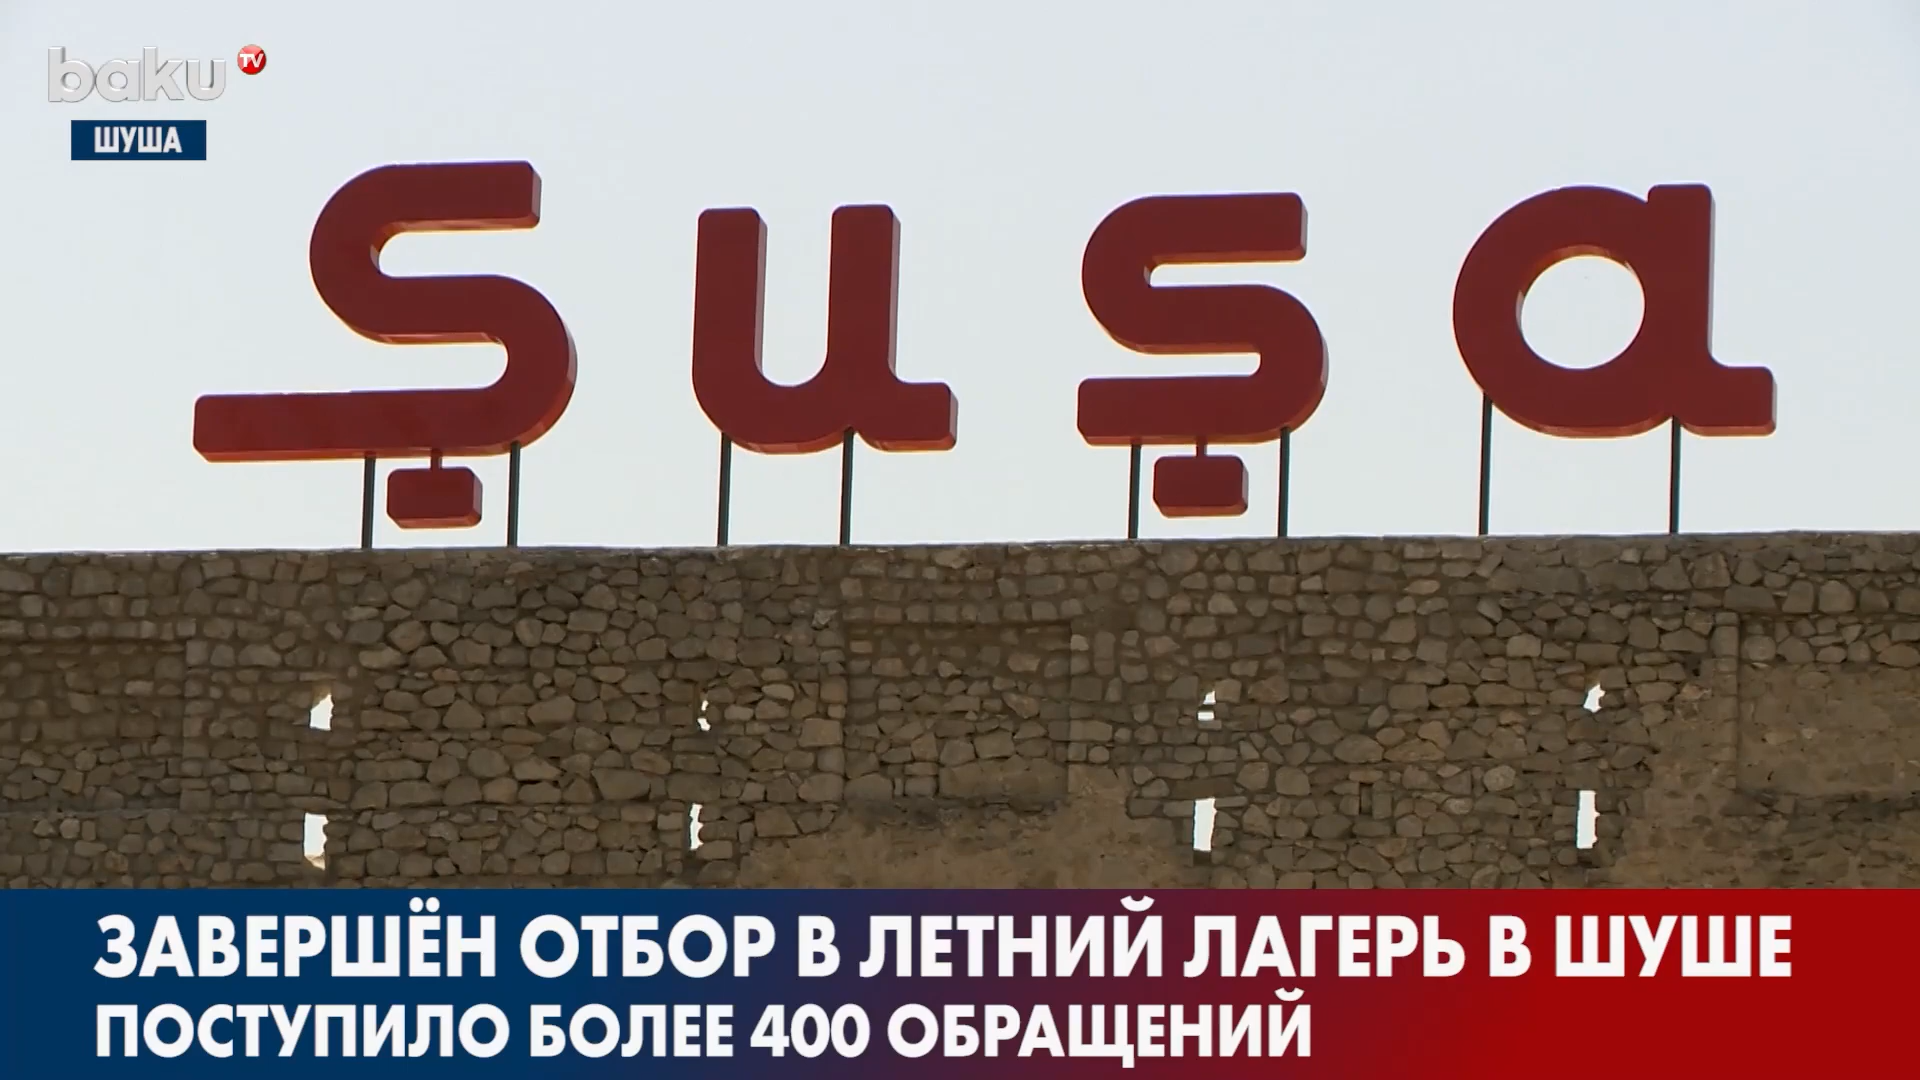 baku TV
ШУША
Şuşa
ЗАВЕРШЁН ОТБОР В ЛЕТНИЙ ЛАГЕРЬ В ШУШЕ
ПОСТУПИЛО БОЛЕЕ 400 ОБРАЩЕНИЙ